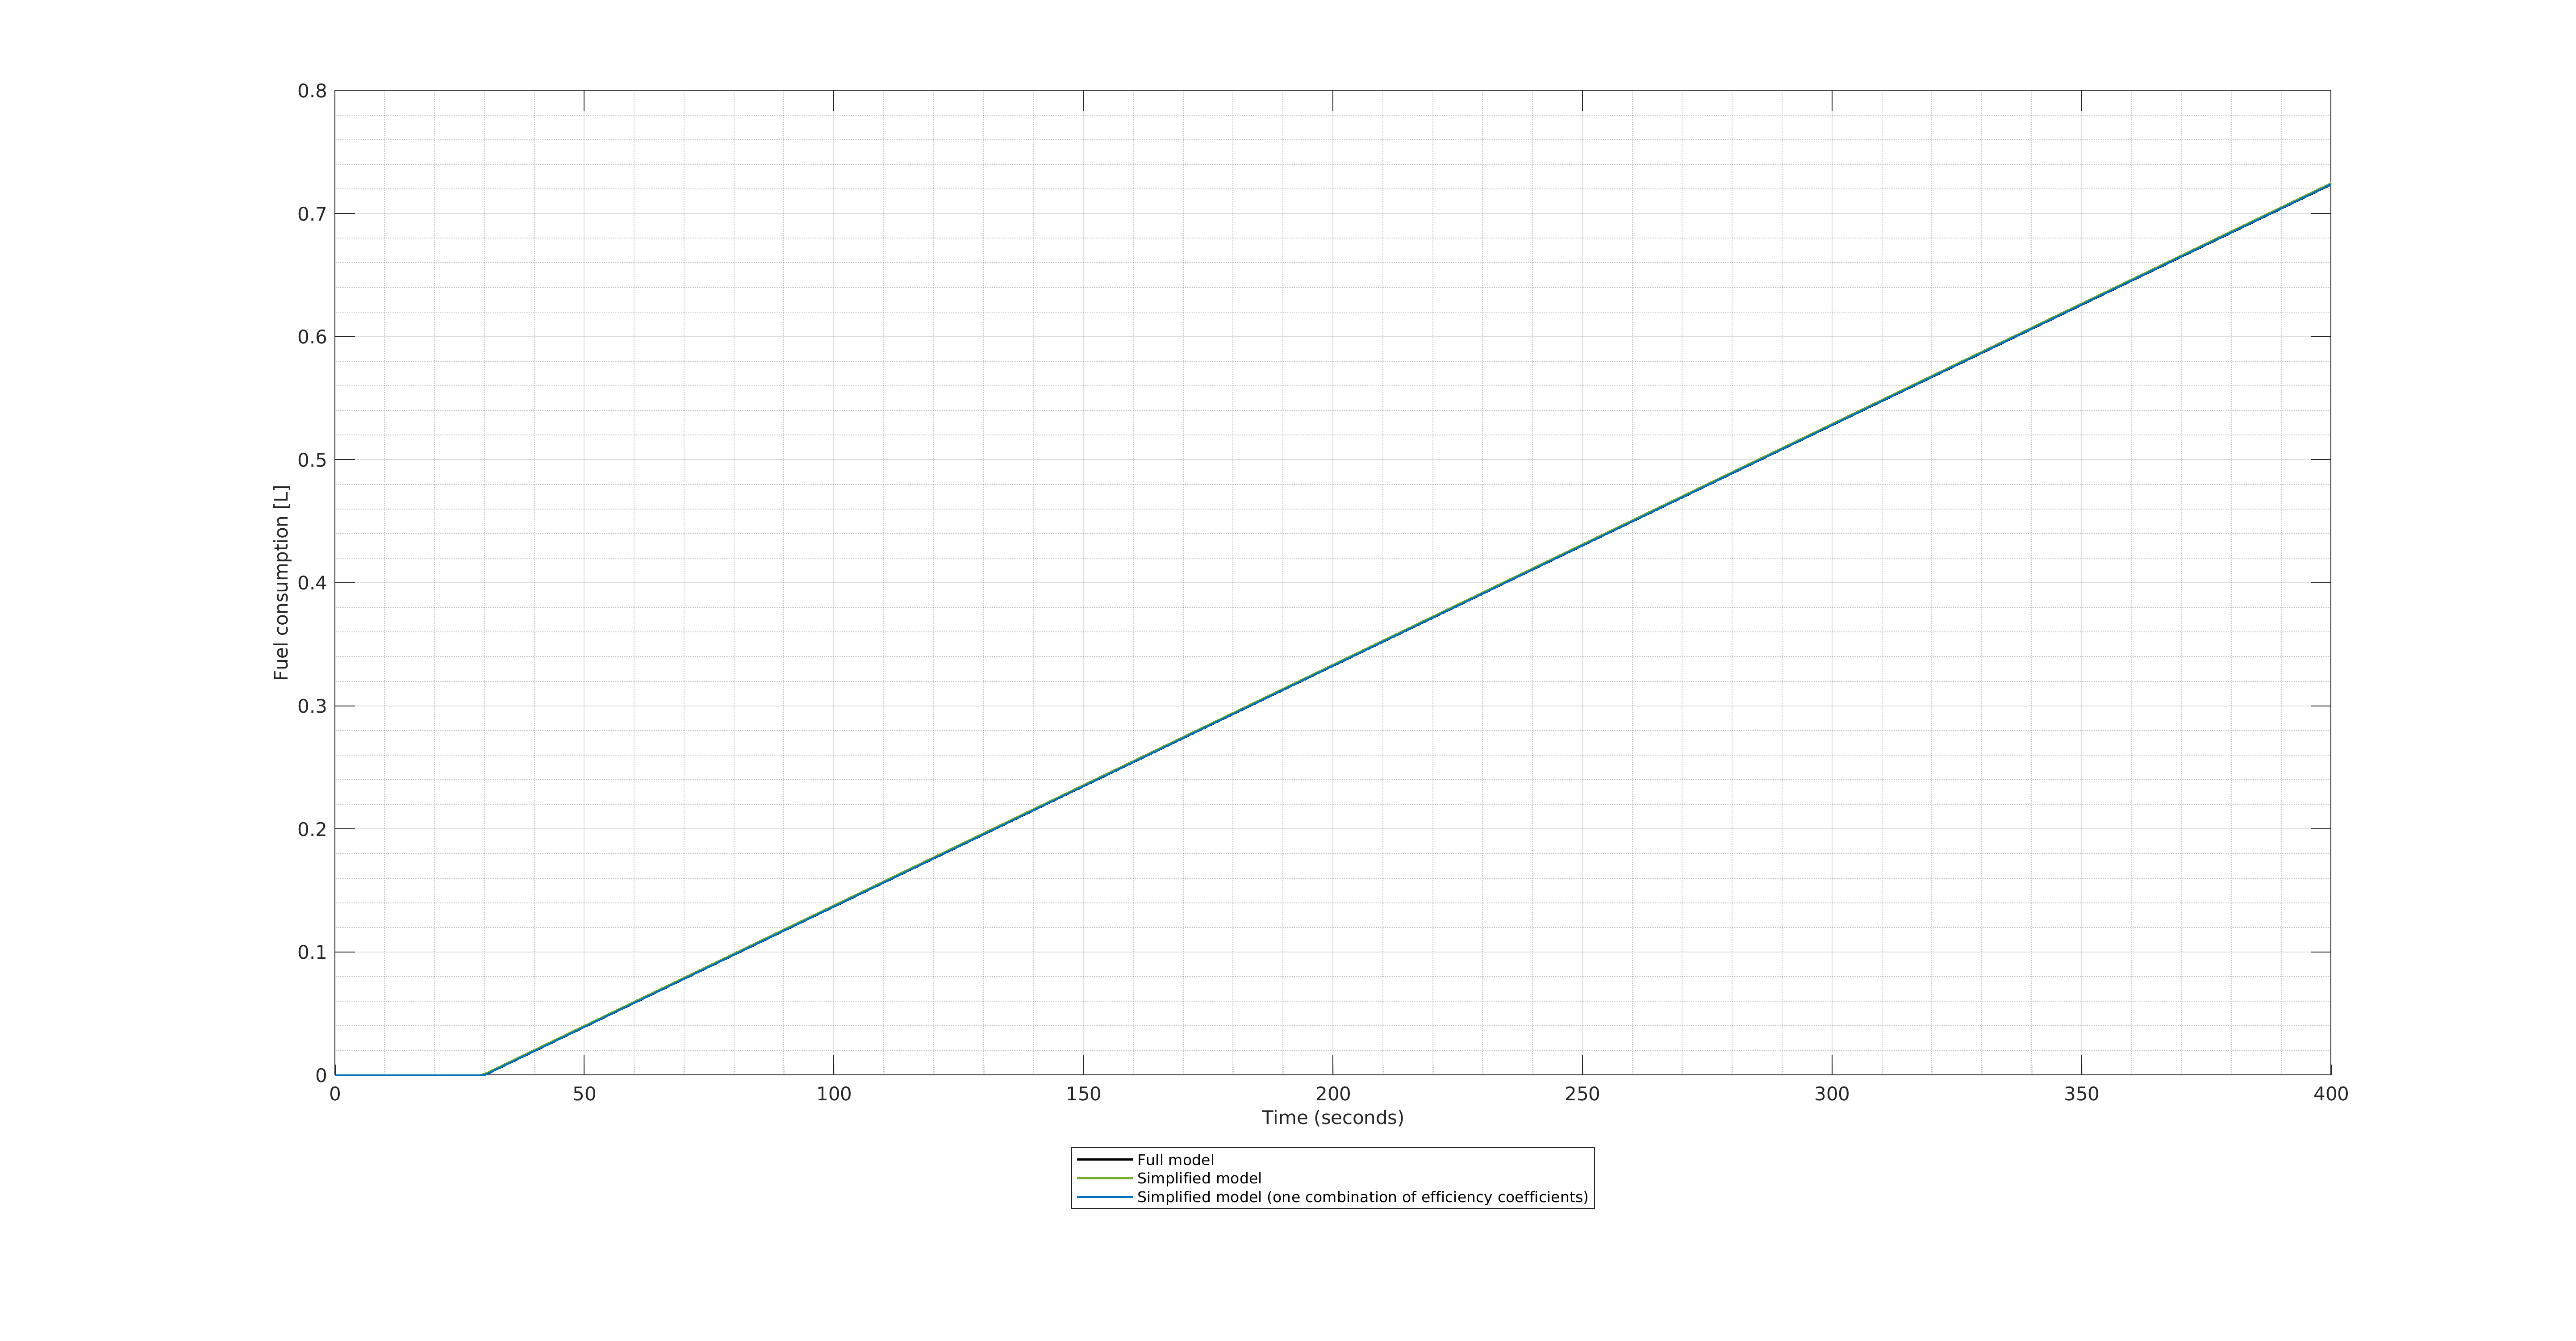 0.8
0.7
0.6
0.5
0.4
0.3
0.2
0.1
0
Fuel consumption [L]
0 50 100 150 200 250 300 350 400
Time (seconds)
Full model
Simplified model
Simplified model (one combination of efficiency coefficients)